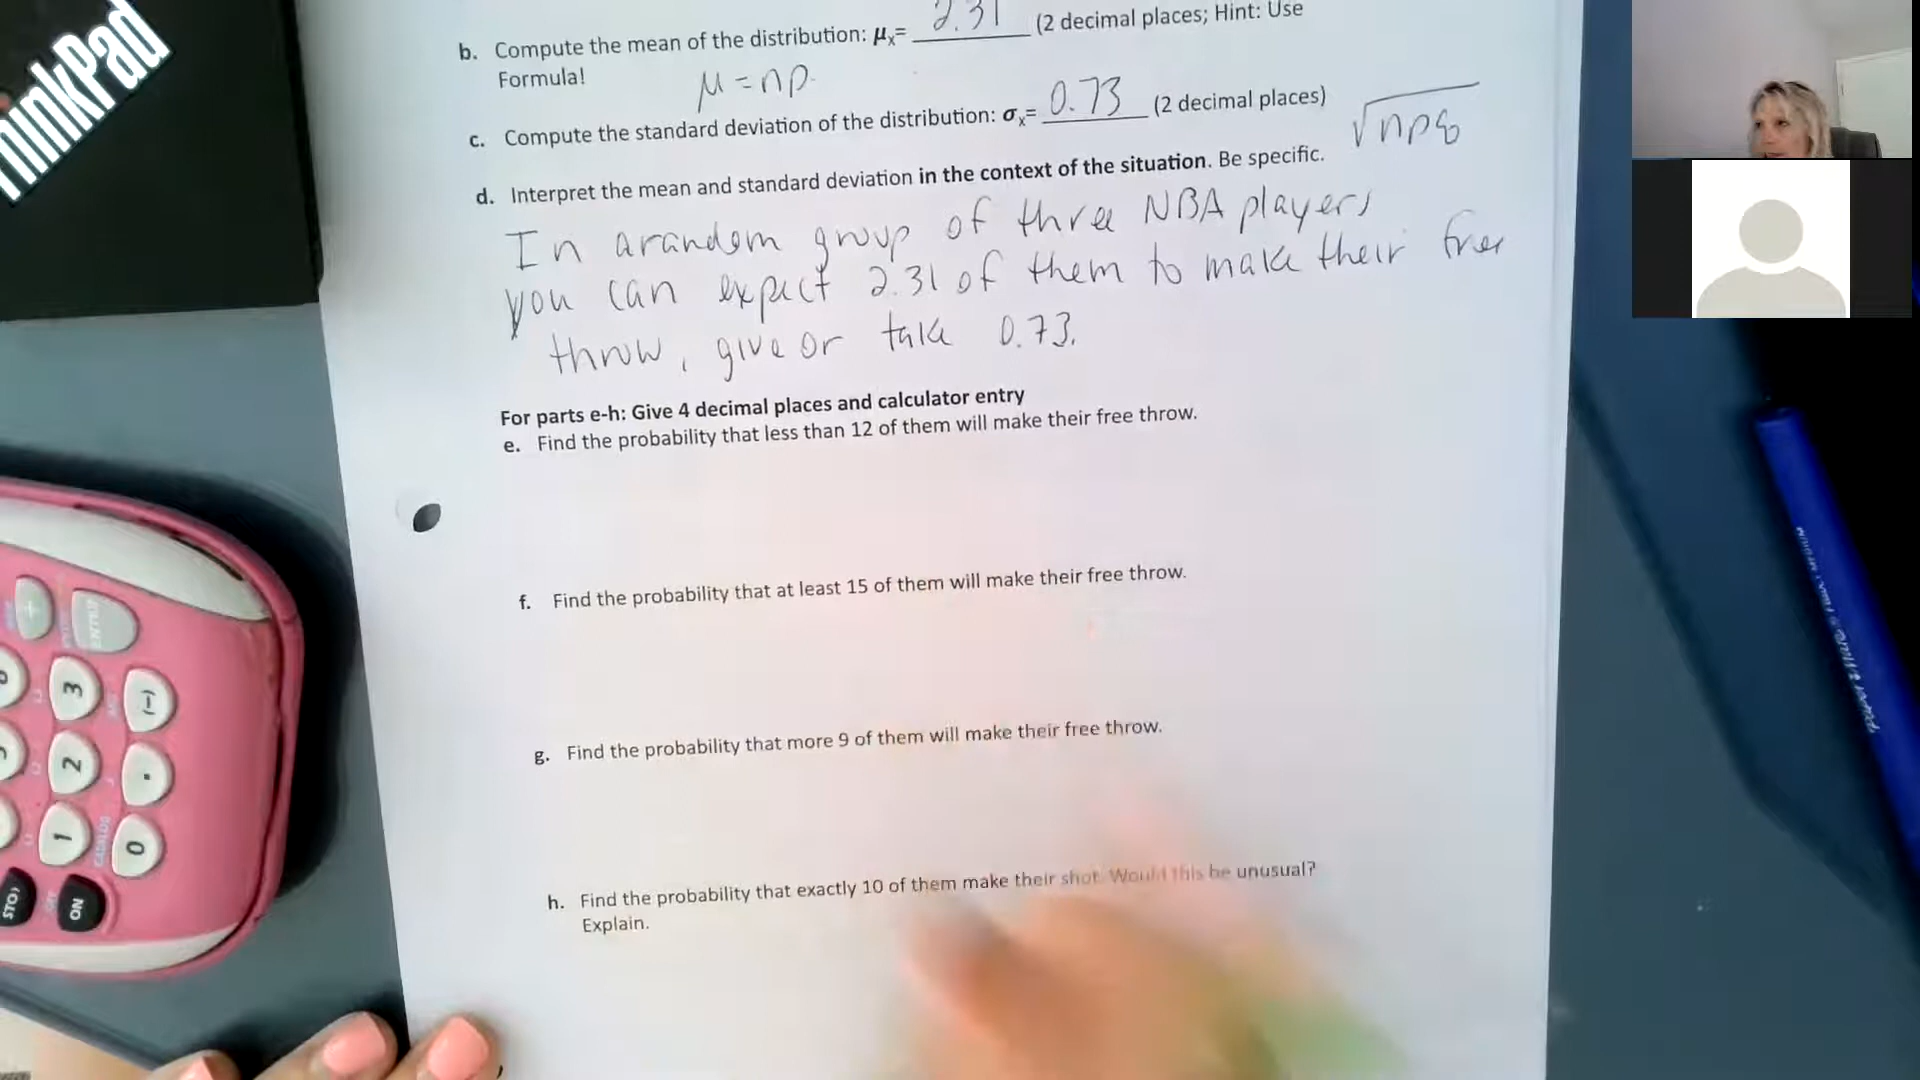 ThinkPad
b. Compute the mean of the distribution: μx= 2.31 (2 decimal places; Hint: Use
Formula!
μ = np
c. Compute the standard deviation of the distribution: σx= 0.73 (2 decimal places)
√npq
d. Interpret the mean and standard deviation in the context of the situation. Be specific.
In a random group of three NBA players
you can expect 2.31 of them to make their free
throw, give or take 0.73.
For parts e-h: Give 4 decimal places and calculator entry
e. Find the probability that less than 12 of them will make their free throw.
f. Find the probability that at least 15 of them will make their free throw.
g. Find the probability that more 9 of them will make their free throw.
h. Find the probability that exactly 10 of them make their shot. Would this be unusual?
Explain.
+
ENTER
3
(-)
2
.
1
0
CATALOG
STO
ON